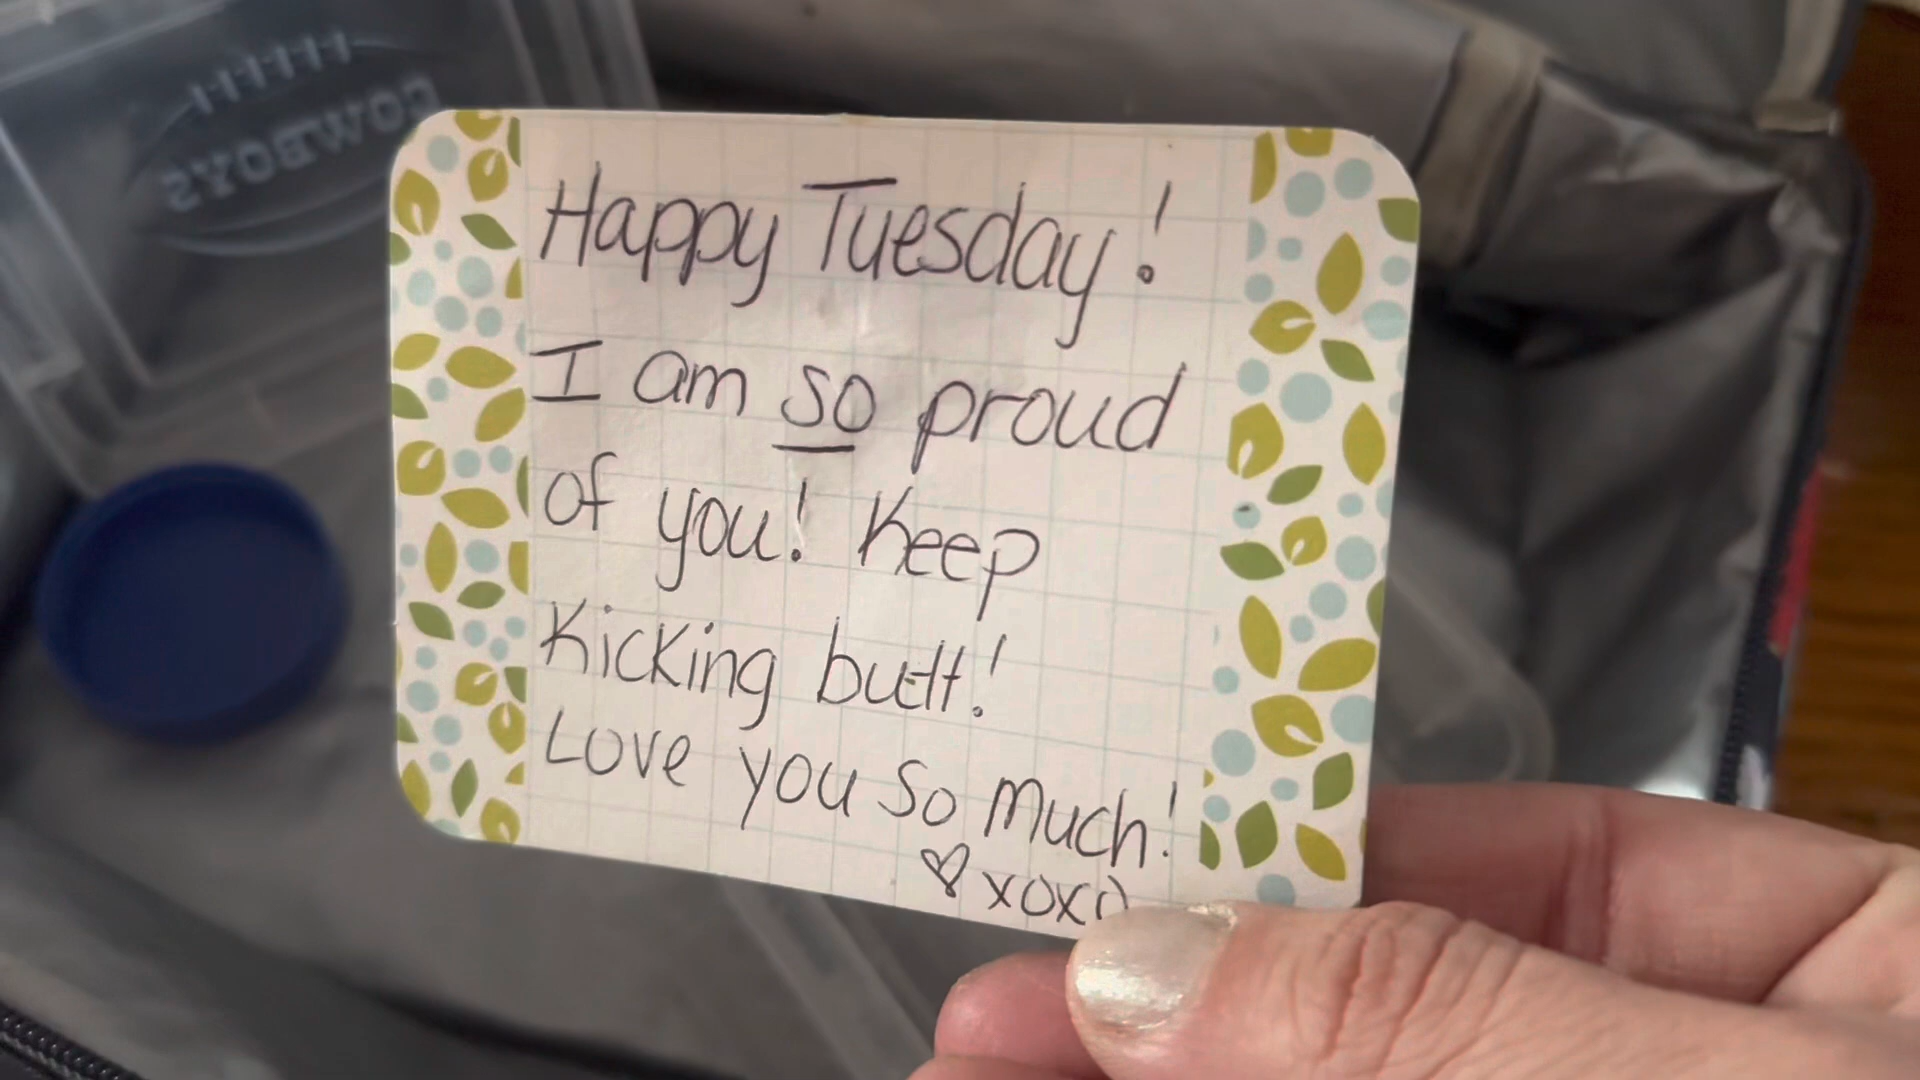 Happy Tuesday!
I am so proud
of you! Keep
Kicking butt!
Love you so much!
♡ xoxo